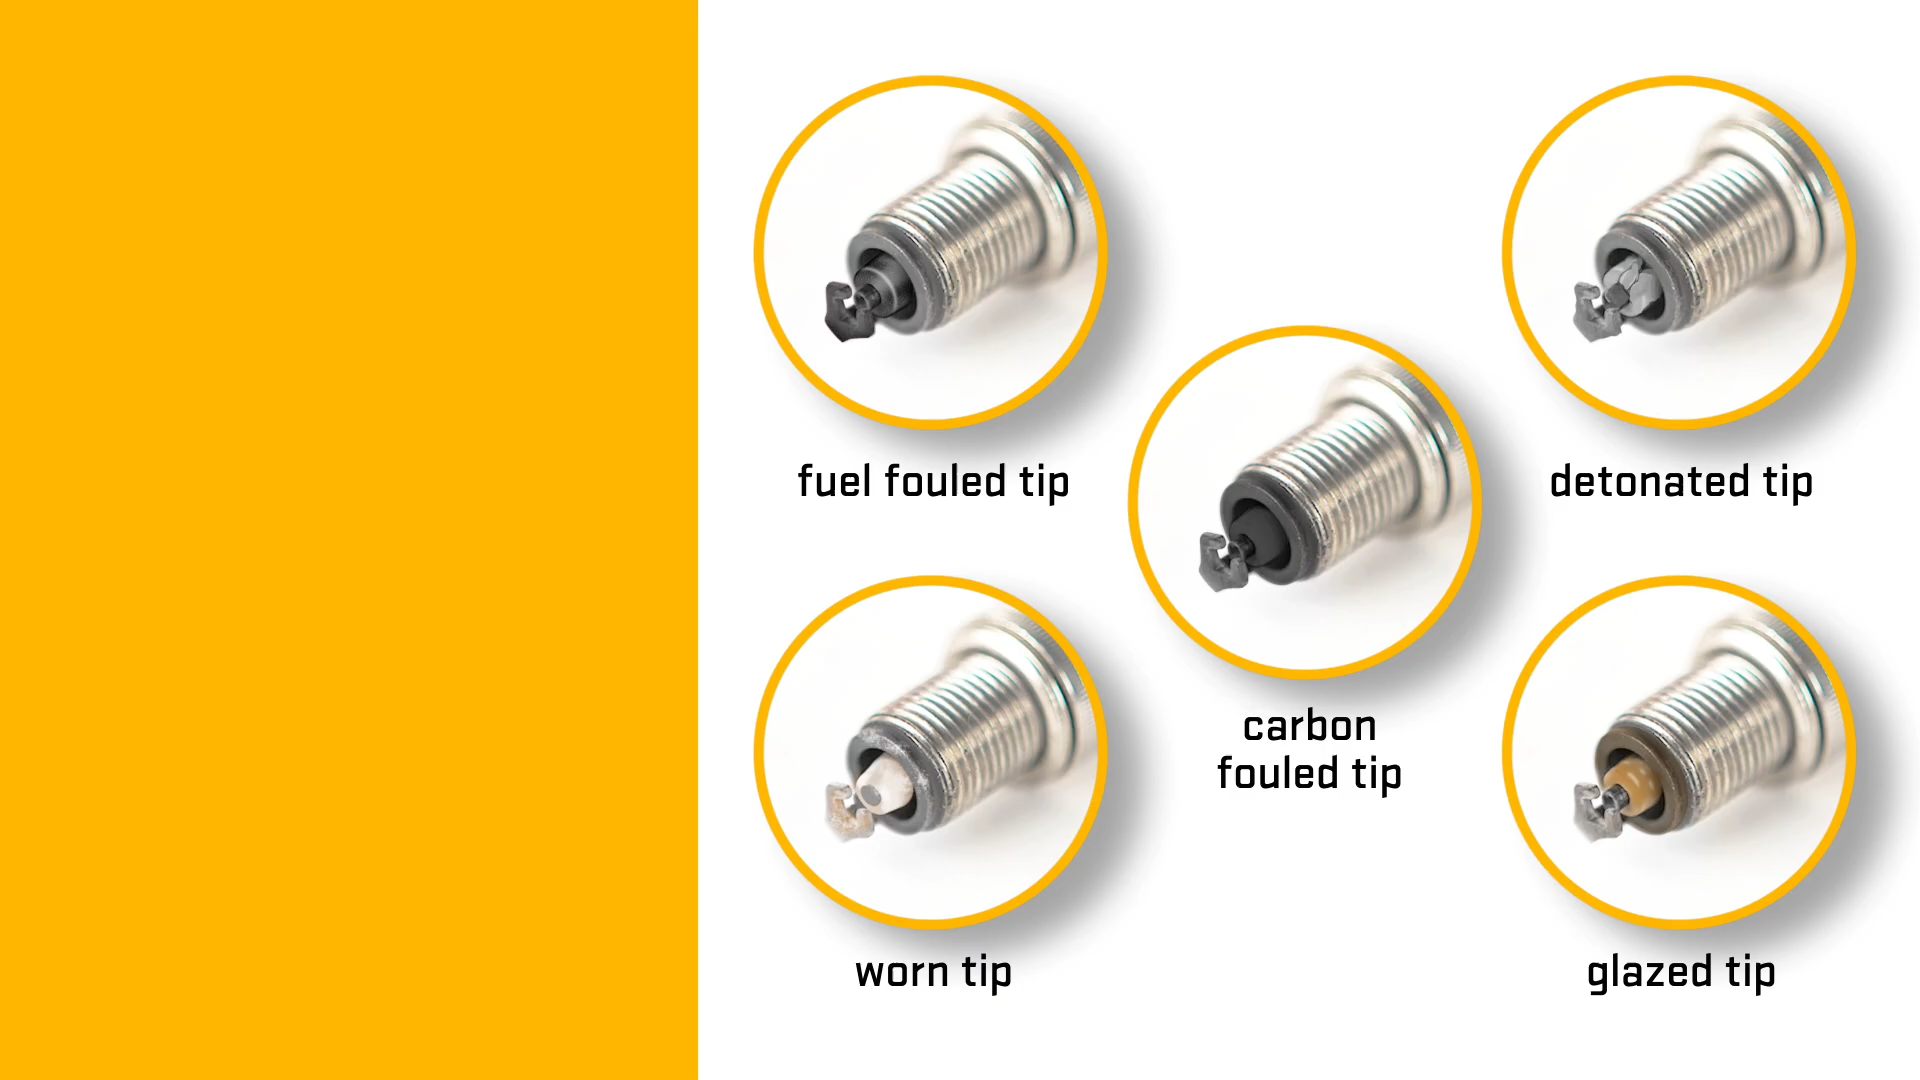 fuel fouled tip
detonated tip
carbon
fouled tip
worn tip
glazed tip